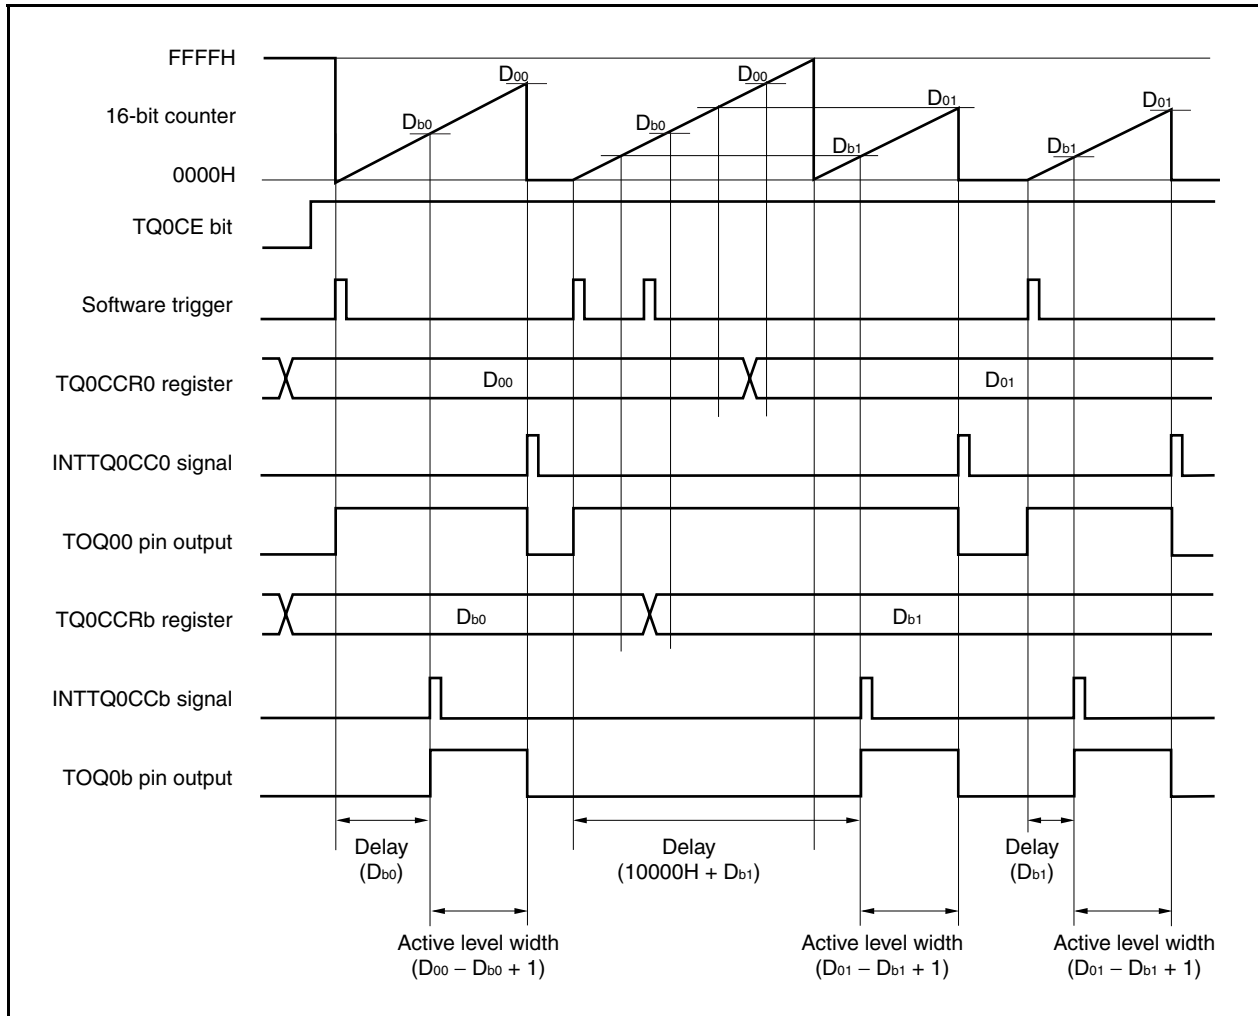 FFFFH
D00
D00
Db0
Db0
D01
D01
16-bit counter
Db1
Db1
0000H
TQ0CE bit
Software trigger
TQ0CCR0 register
D00
D01
INTTQ0CC0 signal
TOQ00 pin output
TQ0CCRb register
Db0
Db1
INTTQ0CCb signal
TOQ0b pin output
Delay
(Db0)
Delay
(10000H + Db1)
Delay
(Db1)
Active level width
(D00 − Db0 + 1)
Active level width
(D01 − Db1 + 1)
Active level width
(D01 − Db1 + 1)